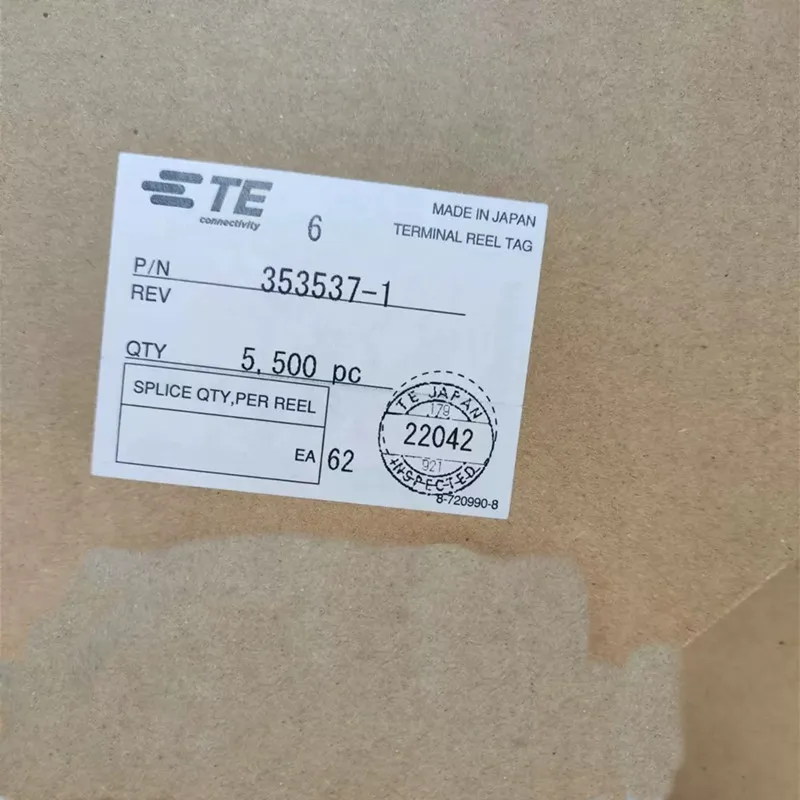 TE
connectivity
6
MADE IN JAPAN
TERMINAL REEL TAG
P/N 353537-1
REV
QTY 5,500 pc
SPLICE QTY,PER REEL
EA 62
TE JAPAN
179
22042
921
INSPECTED
8-720990-8